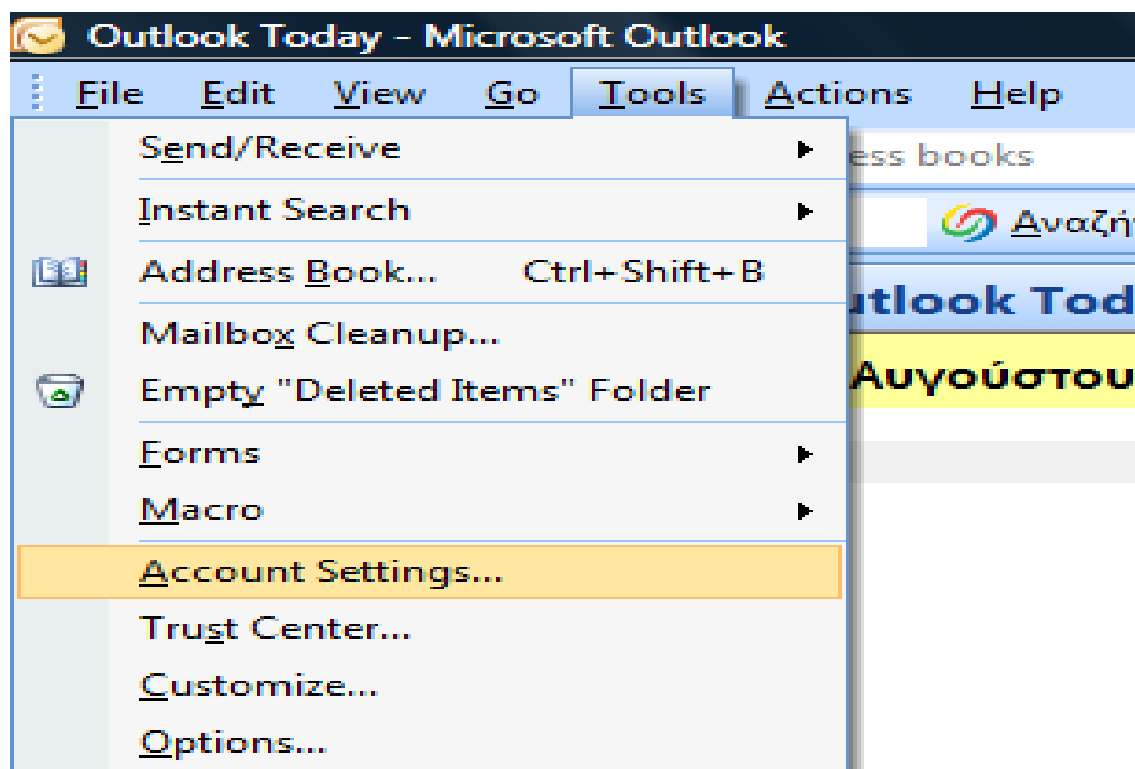 Outlook Today - Microsoft Outlook
File Edit View Go Tools Actions Help
Send/Receive
ess books
Instant Search
Αναζή
Address Book... Ctrl+Shift+B
utlook Tod
Mailbox Cleanup...
Αυγούστου
Empty "Deleted Items" Folder
Forms
Macro
Account Settings...
Trust Center...
Customize...
Options...